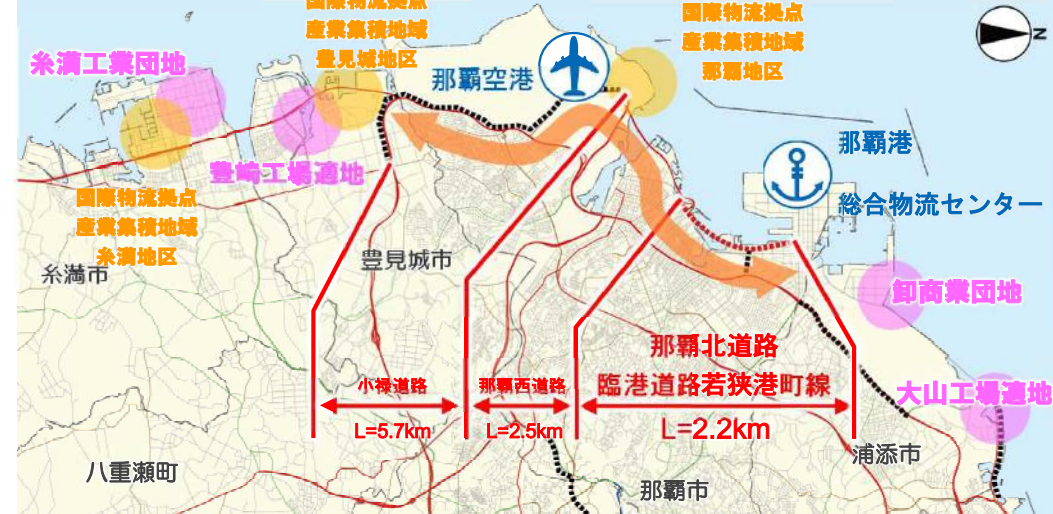 国際物流拠点
産業集積地域
豊見城地区
国際物流拠点
産業集積地域
那覇地区
N
糸満工業団地
那覇空港
那覇港
総合物流センター
豊崎工場適地
国際物流拠点
産業集積地域
糸満地区
糸満市
豊見城市
卸商業団地
那覇北道路
臨港道路若狭港町線
L=2.2km
小禄道路
L=5.7km
那覇西道路
L=2.5km
大山工場適地
浦添市
八重瀬町
那覇市